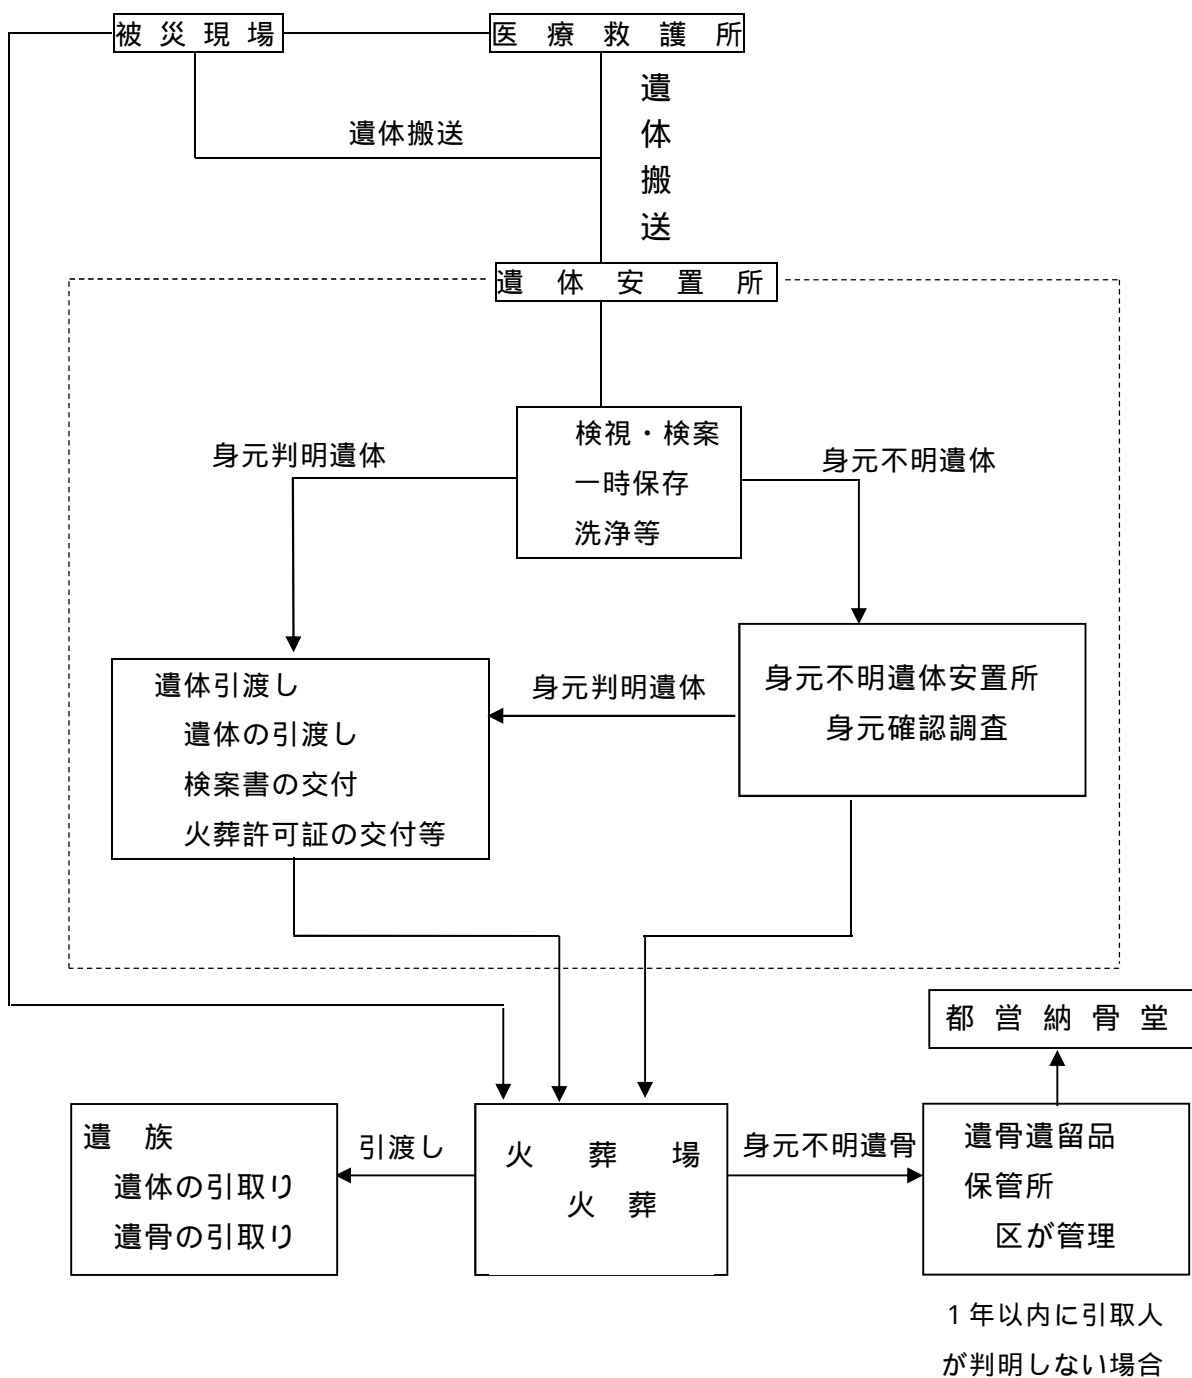 被災現場
医療救護所
遺体搬送
遺体搬送
遺体安置所
検視・検案
一時保存
洗浄等
身元判明遺体
身元不明遺体
遺体引渡し
遺体の引渡し
検案書の交付
火葬許可証の交付等
身元判明遺体
身元不明遺体安置所
身元確認調査
都営納骨堂
遺族
遺体の引取り
遺骨の引取り
引渡し
火葬場
火葬
身元不明遺骨
遺骨遺留品
保管所
区が管理
1年以内に引取人
が判明しない場合